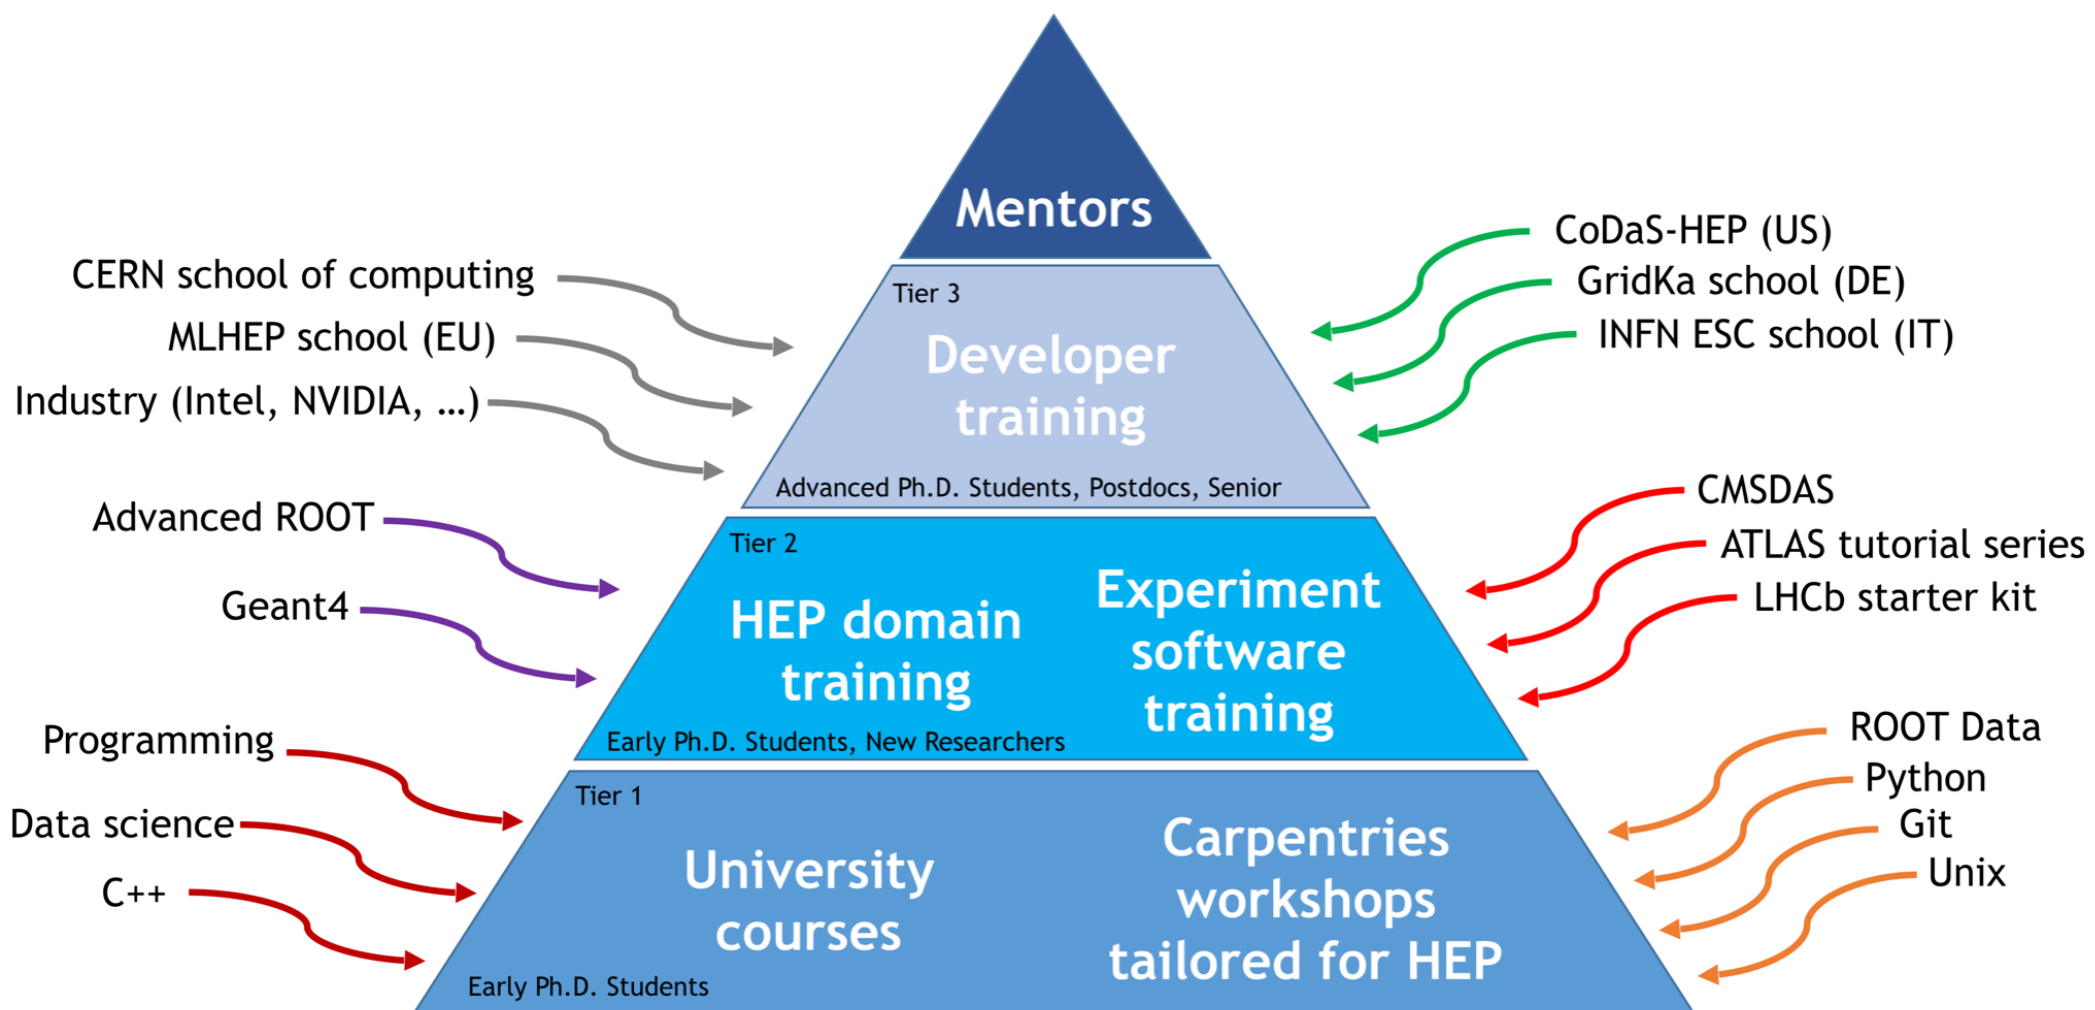 Mentors
CERN school of computing
MLHEP school (EU)
Industry (Intel, NVIDIA, ...)
CoDaS-HEP (US)
GridKa school (DE)
INFN ESC school (IT)
Tier 3
Developer
training
Advanced Ph.D. Students, Postdocs, Senior
Advanced ROOT
Geant4
CMSDAS
ATLAS tutorial series
LHCb starter kit
Tier 2
HEP domain
training
Experiment
software
training
Early Ph.D. Students, New Researchers
Programming
Data science
C++
ROOT Data
Python
Git
Unix
Tier 1
University
courses
Carpentries
workshops
tailored for HEP
Early Ph.D. Students